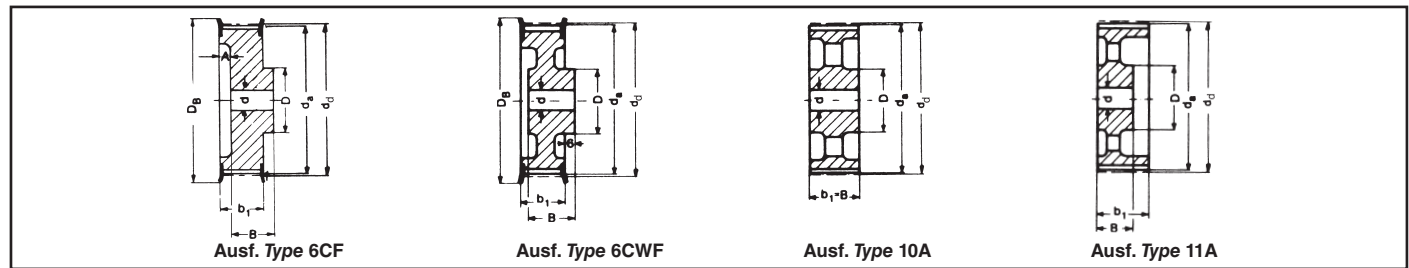 D_B
A
d
D
d_a
d_d
b_1
B
Ausf. Type 6CF
D_B
d
D
d_a
d_d
6
b_1
B
Ausf. Type 6CWF
d
D
d_a
d_d
b_1=B
Ausf. Type 10A
d
D
d_a
d_d
b_1
B
Ausf. Type 11A